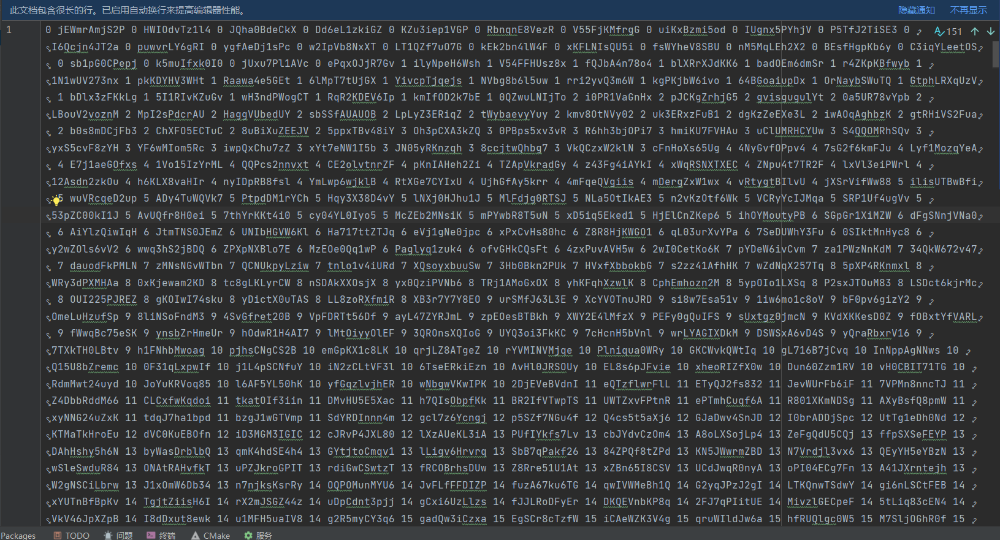 此文档包含很长的行。已启用自动换行来提高编辑器性能。 隐藏通知 不再显示
1 0 jEWmrAmjS2P 0 HWIOdvTz1l4 0 JQha0BdeCkX 0 Dd6eL1zkiGZ 0 KZu3iep1VGP 0 RbnqnE8VezR 0 V55FjKMfrgG 0 uiKxBzmi5od 0 IUgnx5PYhjV 0 P5TfJ2TiSE3 0 151
I6Qcjn4JT2a 0 puwvrLY6gRI 0 ygfAeDj1sPc 0 w2IpVb8NxXT 0 LT1QZf7uO7G 0 kEk2bn4lW4F 0 xKFLNIsQU5i 0 fsWYheV8SBU 0 nM5MqLEh2X2 0 BEsfHgpKb6y 0 C3iqYLeetOS
0 sb1pG0CPepj 0 k5muIfxk0I0 0 jUxu7Pl1AVc 0 ePqxOJjR7Gv 1 ilyNpeH6Wsh 1 V54FFHUsz8x 1 fQJbA4n78o4 1 blXRrXJdKK6 1 badOEm6dmSr 1 r4ZKpKBfwyb 1
1N1wUV273nx 1 pkKDYHV3WHt 1 Raawa4e5GEt 1 6lMpT7tUjGX 1 YivcpTjqejs 1 NVbg8b6l5uw 1 rri2yvQ3m6W 1 kgPKjbW6ivo 1 64BGoaiupDx 1 OrNaybSWuTQ 1 GtphLRXqUzV
1 bDlx3zFKkLg 1 5I1RIvKZuGv 1 wH3ndPWogCT 1 RqR2KDEV6Ip 1 kmIfOD2k7bE 1 0QZwuLNIjTo 2 i0PR1VaGnHx 2 pJCKgZrhjG5 2 gvisgugulYt 2 0a5UR78vYpb 2
LBouV2voznM 2 MpI2sPdcrAU 2 HaggVUbedUY 2 sbSSfAUAUOB 2 LpLyZ3ERiqZ 2 tWybaevyYuy 2 kmv8OtNVy02 2 uk3ERxzFuB1 2 dgKzZeEXe3L 2 iwAOqAghbzK 2 gtRHiVS2Fua
2 b0s8mDCjFb3 2 ChXFO5ECTuC 2 8uBiXuZEEJV 2 5ppxTBv48iY 3 Oh3pCXA3kZQ 3 0PBps5xv3vR 3 R6hh3bjOPi7 3 hmiKU7FVHAu 3 uClUMRHCYUw 3 S4QQOMRhSQv 3
yxS5cvF8zYH 3 YF6wMIom5Rc 3 iwpQxChu7zZ 3 xYt7eNW1I5b 3 JN05yRKnzqh 3 8ccjtwQhbg7 3 VkQCzxW2klN 3 cFnHoXs65Ug 4 4NyGvfOPpv4 4 7sG2f6kmFJu 4 Lyf1MozqYeA
4 E7j1aeGOfxs 4 1Vo15IzYrML 4 QQPcs2nnvxt 4 CE2olvtnrZF 4 pKnIAHeh2Zi 4 TZApVkradGy 4 z43Fg4iAYkI 4 xWqRSNXTXEC 4 ZNpu4t7TR2F 4 lxVl3eiPWrl 4
12Asdn2zkOu 4 h6KLX8vaHIr 4 nyIDpRB8fsl 4 YmLwp6wjklB 4 RtXGe7CYIxU 4 UjhGfAy5krr 4 4mFqeQVgiis 4 mDergZxW1wx 4 vRtygtBIlvU 4 jXSrVifWw88 5 ilisUTBwBfi
5 wuVRcqeD2up 5 ADy4TuWQVk7 5 PtpdDM1rYCh 5 Hqy3X38D4vY 5 lNXj0HJhu1J 5 MlFdjg0RTSJ 5 NLa5OtIkAE3 5 n2vKzOtf6Wk 5 VCRyYcIJMqa 5 SRP1Uf4ugVv 5
53pZC00kI1J 5 AvUQfr8H0ei 5 7thYrKKt4i0 5 cy04YL0Iyo5 5 McZEb2MNsiK 5 mPYwbR8T5uN 5 xD5iq5Eked1 5 HjElCnZKep6 5 ihOYMoutyPB 6 SGpGr1XiMZW 6 dFgSNnjVNa0
6 AiYlzQiwIqH 6 JtmTNS0JEmZ 6 UNIbHGVW6Kl 6 Ha717ttZTJq 6 eVj1gNe0jpc 6 xPxCvHs80hc 6 Z8R8HjKWGO1 6 qL03urXvYPa 6 7SeDUWhY3Fu 6 0SIktMnHyc8 6
y2wZOls6vV2 6 wwq3hS2jBDQ 6 ZPXpNXBlo7E 6 MzEOe0Qq1wP 6 Paglyq1zuk4 6 ofvGHkCQsFt 6 4zxPuvAVH5w 6 2wI0CetKo6K 7 pYDeW6ivCvm 7 za1PWzNnKdM 7 34QkW672v47
7 dauodFkPMLN 7 zMNsNGvWTbn 7 QCNUkpyLziw 7 tnlo1v4iURd 7 XQsoyxbuuSw 7 3Hb0Bkn2PUk 7 HVxfXbbokbG 7 s2zz41AfhHK 7 wZdNqX257Tq 8 5pXP4RKnmxl 8
WRy3dPXMHAa 8 0xKjewam2KD 8 tc8gLKLyrCW 8 nSDAkXXOsjX 8 yx0QziPVNb6 8 TRj1AMoGxOX 8 yhKFqhXzwlK 8 CphEmhozn2M 8 5ypOIo1LXSq 8 P2sxJTOuM83 8 LSDct6kjrMc
8 OUI225PJREZ 8 gKOIwI74sku 8 yDictX0uTAS 8 LL8zoRXfmiR 8 XB3r7Y7Y8EO 9 urSMfJ63L3E 9 XcYVOTnuJRD 9 si8w7Esa51v 9 1iw6mo1c8oV 9 bF0pv6gizY2 9
OmeLuHzufSp 9 8liNSoFndM3 9 4SvGfret20B 9 VpFDRTt56Df 9 ayL47ZYRJmL 9 zpEOesBTBkh 9 XWY2E4lMfzX 9 PEFy0gQuIFS 9 sUxtgz0jmcN 9 KVdXKKesD0Z 9 fOBxtYfVARL
9 fWwqBc75eSK 9 ynsbZrHmeUr 9 hOdwR1H4AI7 9 lMtOiyyOlEF 9 3QROnsXQIoG 9 UYQ3oi3FkKC 9 7cHcnH5bVnl 9 wrLYAGIXDkM 9 DSWSxA6vD4S 9 yQraRbxrV16 9
7TXkTH0LBtv 9 h1FNhbMwoag 10 pjhsCNgCS2B 10 emGpKX1c8LK 10 qrjLZ8ATgeZ 10 rYVMINVMjqe 10 Plniqua0WRy 10 GKCWvkQWtIq 10 gL716B7jCvq 10 InNppAgNNws 10
Q15U8bZremc 10 0F31qLxpwIf 10 j1L4pSCNfuY 10 iN2zCLtVF3l 10 6TseERkiEzn 10 AvHl0JRSOUy 10 EL8s6pJFvie 10 xheoRIZfX0w 10 Dun60Zzm1RV 10 vH0CBIT71TG 10
RdmMwt24uyd 10 JoYuKRVoq85 10 l6AF5YL50hK 10 yfGqzlvjhER 10 wNbgwVKwIPK 10 2DjEVeBVdnI 11 eQTzflwrFlL 11 ETyQJ2fs832 11 JevWUrFb6iF 11 7VPMn8nncTJ 11
Z4DbbRddM66 11 CLCxfwKqdoi 11 tkatOIf3iin 11 DMvHU5E5Xac 11 h7QIsObpfKk 11 BR2IfVTwpTS 11 UWTZxvFPtnR 11 ePTmhCuqf6A 11 R801XKmNDSg 11 AXyBsfQ8pmW 11
xyNNG24uZxK 11 tdqJ7ha1bpd 11 bzgJ1wGTVmp 11 SdYRDInnn4m 12 gcl7z6Ycngj 12 p5SZf7NGu4f 12 Q4cs5t5aXj6 12 GJaDwv4SnJD 12 I0brADDjSpc 12 UtTg1eDh0Nd 12
KTMaTkHroEu 12 dVC0KuEBOfn 12 iD3MGM3IGIC 12 cJRvP4JXL80 12 lXzAUeKL3iA 13 PUfIYkfs7Lv 13 cbJYdvCzOm4 13 A8oLXSojLp4 13 ZeFgQdU5CQj 13 ffpSXSeFEYP 13
DAhHshy5h6N 13 byWasDrblbQ 13 qmK4hdSE4h4 13 GYtjtoCmqv1 13 lLigv6Hrvrq 13 SbB7qPakf26 13 84ZPQf8tZPd 13 KN5JWwrmZBD 13 N7Vrdjl3vx6 13 QEyYH5eYBzN 13
wSleSwduR84 13 ONAtRAHvfkT 13 uPZJkroGPIT 13 rdiGwCSwtzT 13 fRCOBrhsDUw 13 Z8Rre51U1At 13 xZBn65I8CSV 13 UCdJwqR0nyA 13 oPI04ECg7Fn 13 A41JXrntejh 13
W2gNSCiLbrw 13 J1xOmW6Db34 13 n7njksKsrRy 14 OQPOMunMYU6 14 JvFLfFFDIZP 14 fuzA67ku6TG 14 qwIVWMeBh1Q 14 G2yqJPzJ2gI 14 LTKQnwTSdwY 14 gi6nLSCtFEB 14
xYUTnBfBpKv 14 TgjtZiisH6I 14 rX2mJSGZ44z 14 uDpCdnt3pjj 14 gCxi6UzLlzs 14 fJJLRoDFyEr 14 DKQEVnbKP8q 14 2FJ7qPIitUE 14 MivzlGECpeF 14 5tLiq83cEN4 14
VkV46JpXZpB 14 I8dDxut8ewk 14 u1MFH5uaIV8 14 g2R5myCY3q6 15 gadQw3iCzxa 15 EgSCr8cTzfW 15 iCAeWZK3V4g 15 qruWIldJw6a 15 hfRUQlgc0W5 15 M7SljOGhR0f 15
Packages TODO 问题 终端 CMake 服务